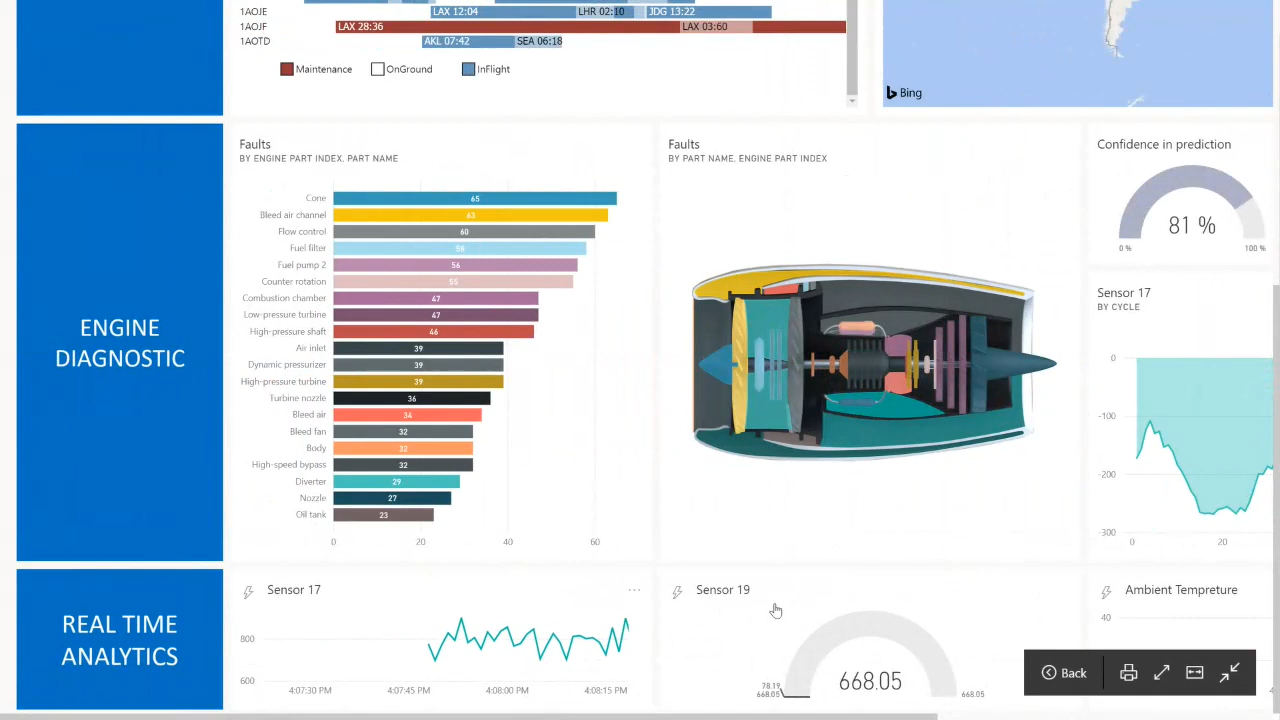 1AOJE LAX 12:04 LHR 02:10 JDG 13:22
1AOJF LAX 28:36 LAX 03:60
1AOTD AKL 07:42 SEA 06:18
Maintenance OnGround InFlight
Bing
ENGINE
DIAGNOSTIC
Faults
BY ENGINE PART INDEX, PART NAME
Cone 65
Bleed air channel 63
Flow control 60
Fuel filter 58
Fuel pump 2 56
Counter rotation 55
Combustion chamber 47
Low-pressure turbine 47
High-pressure shaft 46
Air inlet 39
Dynamic pressurizer 39
High-pressure turbine 39
Turbine nozzle 36
Bleed air 34
Bleed fan 32
Body 32
High-speed bypass 32
Diverter 29
Nozzle 27
Oil tank 23
0 20 40 60
Faults
BY PART NAME, ENGINE PART INDEX
Confidence in prediction
81 %
0 % 100 %
Sensor 17
BY CYCLE
0
-100
-200
-300
0 20
REAL TIME
ANALYTICS
Sensor 17 ...
800
600
4:07:30 PM 4:07:45 PM 4:08:00 PM 4:08:15 PM
Sensor 19
668.05
78.19
668.05 668.05
Ambient Tempreture
40
Back